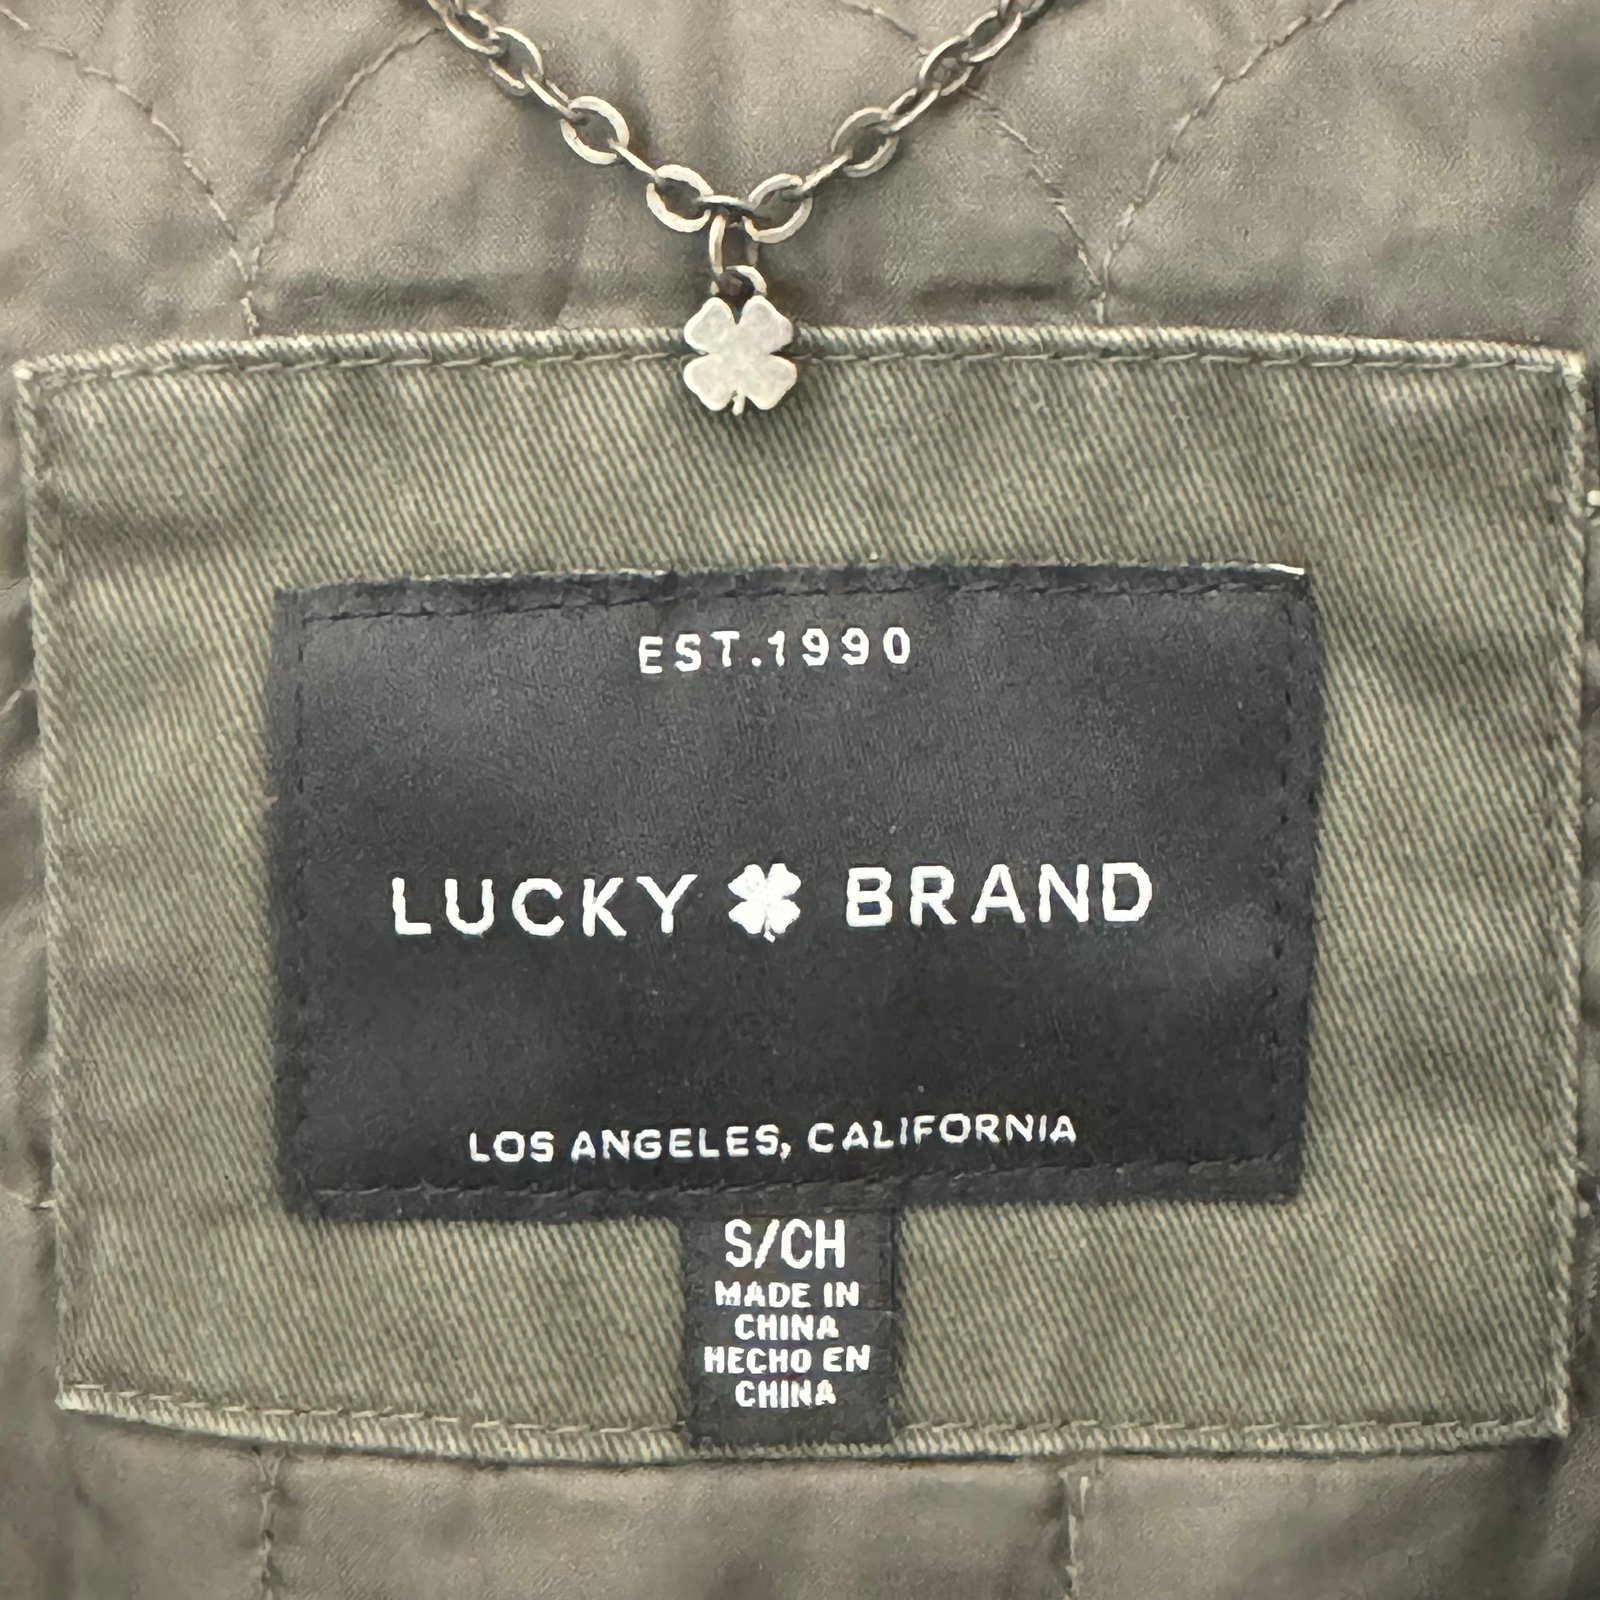 EST.1990
LUCKY BRAND
LOS ANGELES, CALIFORNIA
S/CH
MADE IN
CHINA
HECHO EN
CHINA